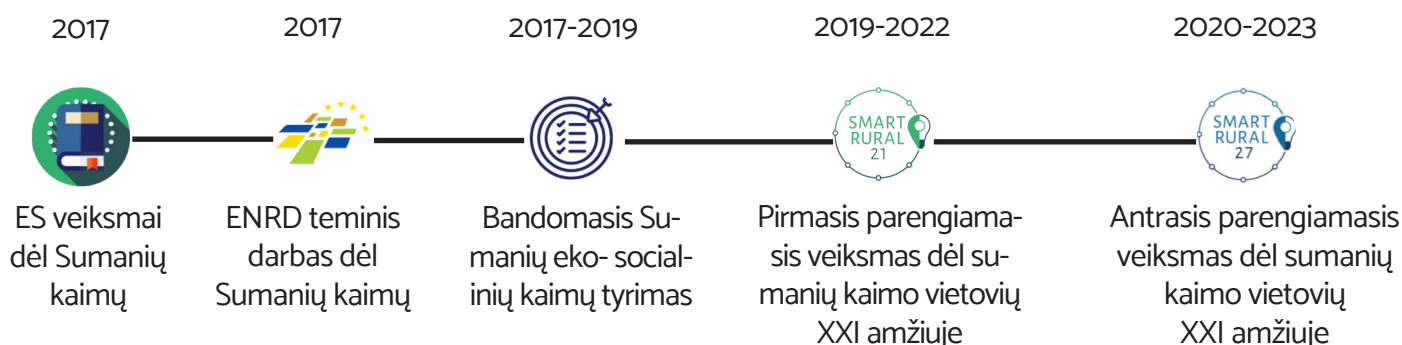 2017
2017
2017-2019
2019-2022
2020-2023
SMART
RURAL
21
SMART
RURAL
27
ES veiksmai
dėl Sumanių
kaimų
ENRD teminis
darbas dėl
Sumanių kaimų
Bandomasis Su-
manių eko- social-
inių kaimų tyrimas
Pirmasis parengiama-
sis veiksmas dėl su-
manių kaimo vietovių
XXI amžiuje
Antrasis parengiamasis
veiksmas dėl sumanių
kaimo vietovių
XXI amžiuje